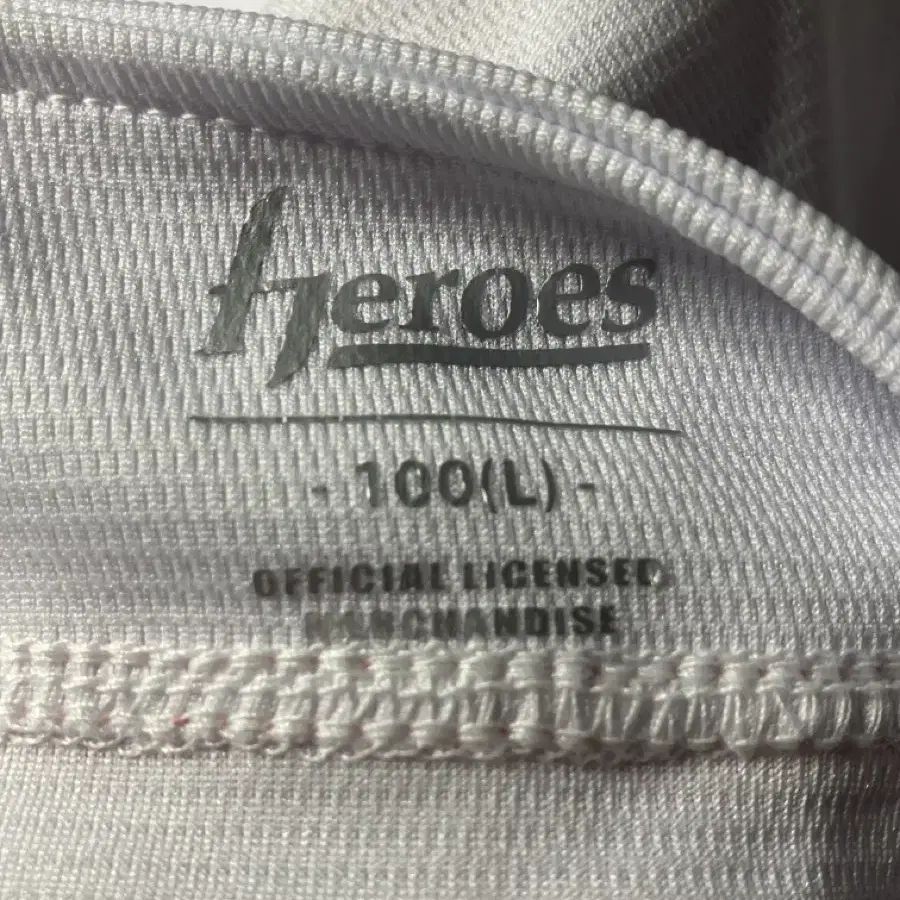 Heroes
- 100(L) -
OFFICIAL LICENSED
MERCHANDISE